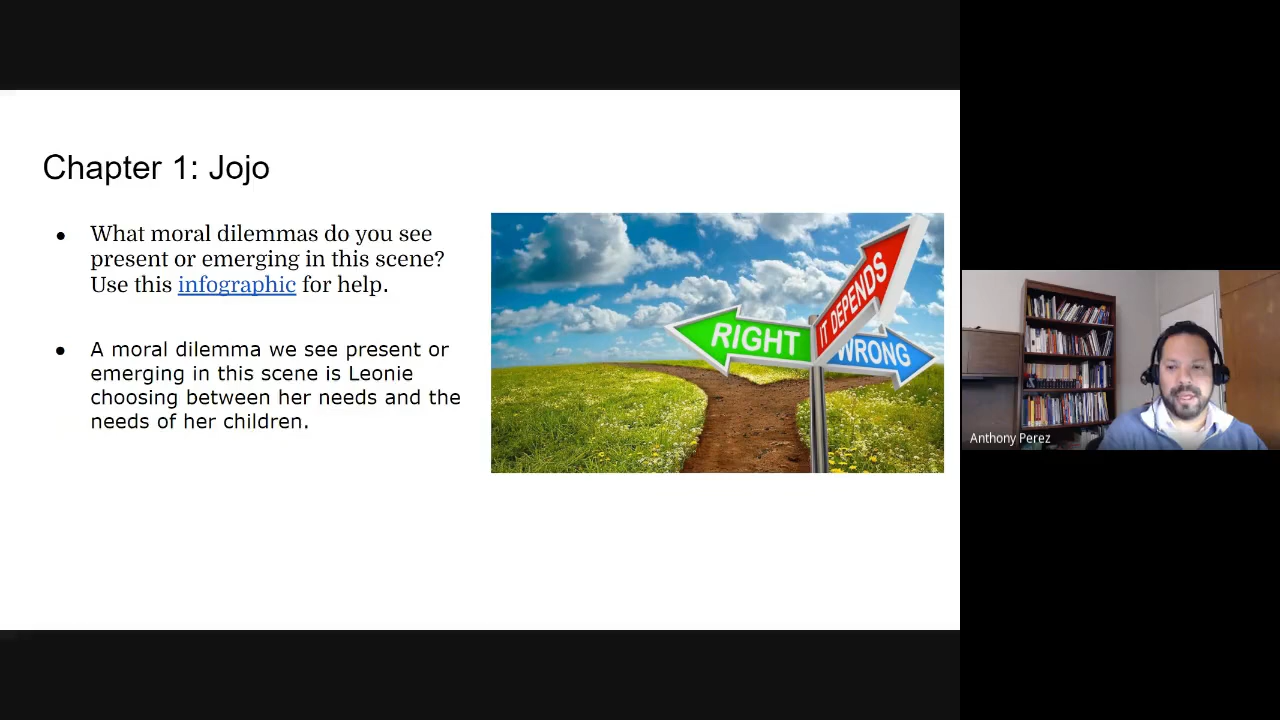 Chapter 1: Jojo
● What moral dilemmas do you see
present or emerging in this scene?
Use this infographic for help.
● A moral dilemma we see present or
emerging in this scene is Leonie
choosing between her needs and the
needs of her children.
RIGHT
IT DEPENDS
WRONG
Anthony Perez